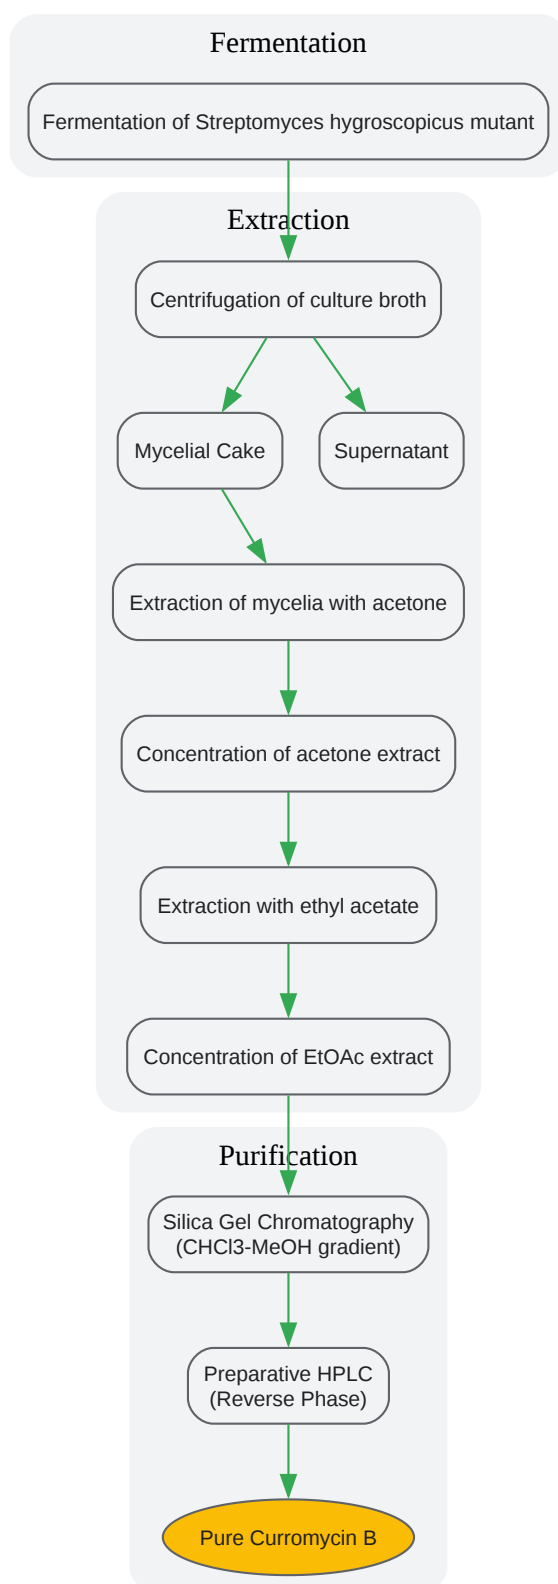 Fermentation
Fermentation of Streptomyces hygroscopicus mutant
Extraction
Centrifugation of culture broth
Mycelial Cake
Supernatant
Extraction of mycelia with acetone
Concentration of acetone extract
Extraction with ethyl acetate
Concentration of EtOAc extract
Purification
Silica Gel Chromatography
(CHCl3-MeOH gradient)
Preparative HPLC
(Reverse Phase)
Pure Curromycin B